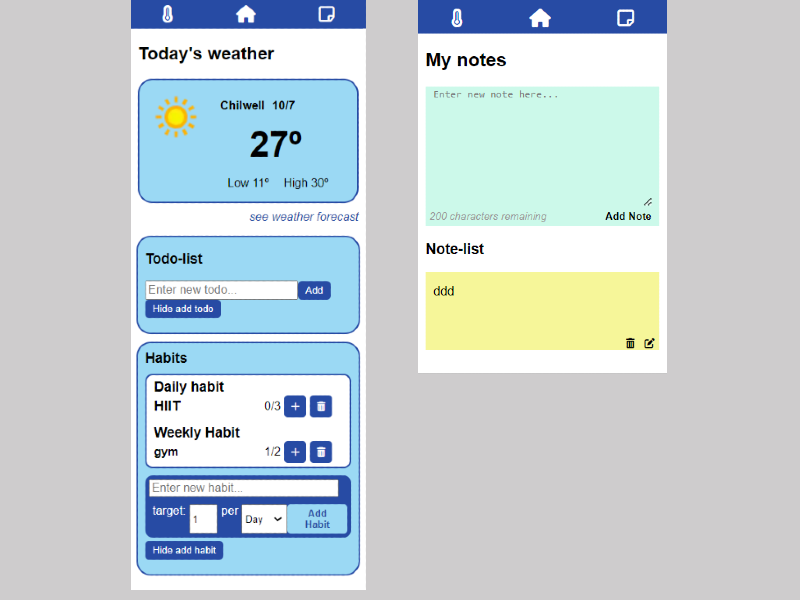 Today's weather
Chilwell 10/7
27º
Low 11º High 30º
see weather forecast
Todo-list
Enter new todo... Add
Hide add todo
Habits
Daily habit
HIIT 0/3 +
Weekly Habit
gym 1/2 +
Enter new habit...
target: 1 per Day Add Habit
Hide add habit
My notes
Enter new note here...
200 characters remaining Add Note
Note-list
ddd